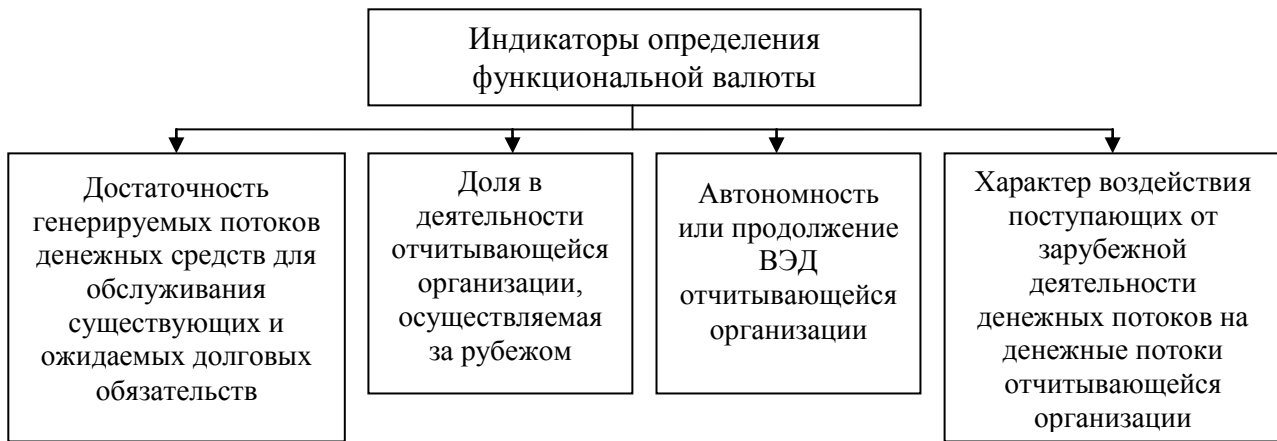 Индикаторы определения
функциональной валюты
Достаточность
генерируемых потоков
денежных средств для
обслуживания
существующих и
ожидаемых долговых
обязательств
Доля в
деятельности
отчитывающейся
организации,
осуществляемая
за рубежом
Автономность
или продолжение
ВЭД
отчитывающейся
организации
Характер воздействия
поступающих от
зарубежной
деятельности
денежных потоков на
денежные потоки
отчитывающейся
организации